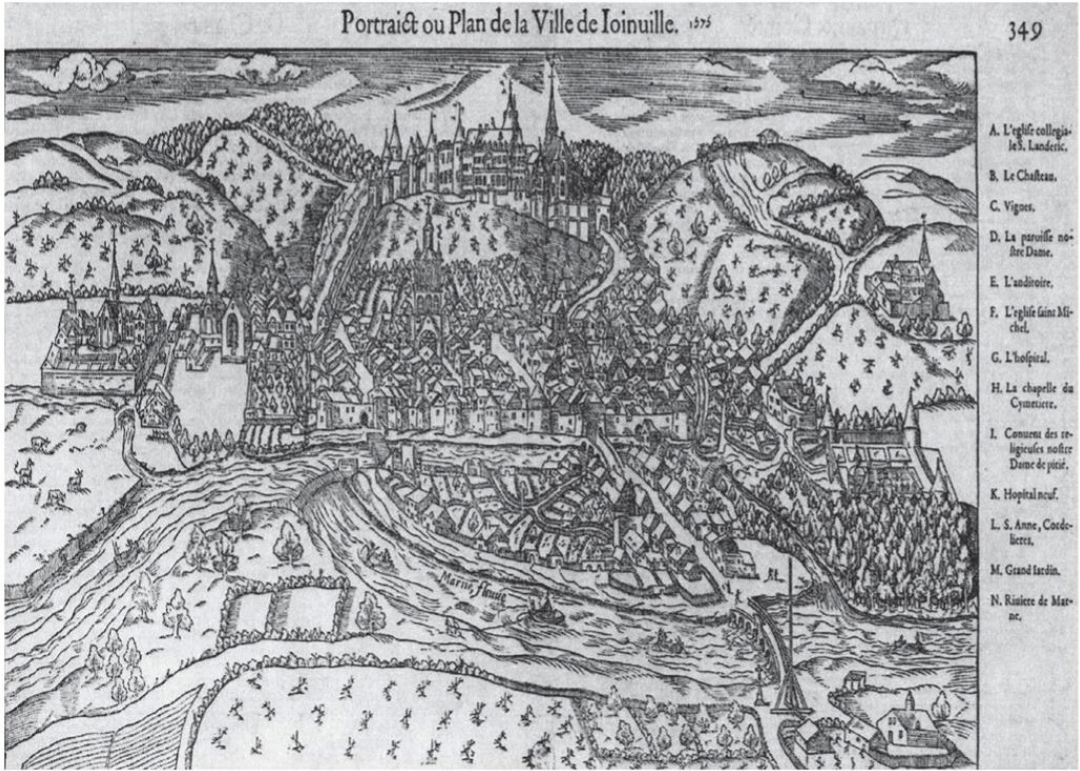 Portraict ou Plan de la Ville de Ioinuille. 1575
349
A. L'eglise collegia-
le S. Landeric.
B. Le Chasteau.
C. Vignes.
D. La paroisse no-
stre Dame.
E. L'auditoire.
F. L'eglise saint Mi-
chel.
G. L'hospital.
H. La chapelle du
Cymetiere.
I. Conuent des re-
ligieuses nostre
Dame de pitié.
K. Hopital neuf.
L. S. Anne, Corde-
lieres.
M. Grand Iardin.
N. Riuiere de Mar-
ne.
Marne fleuue